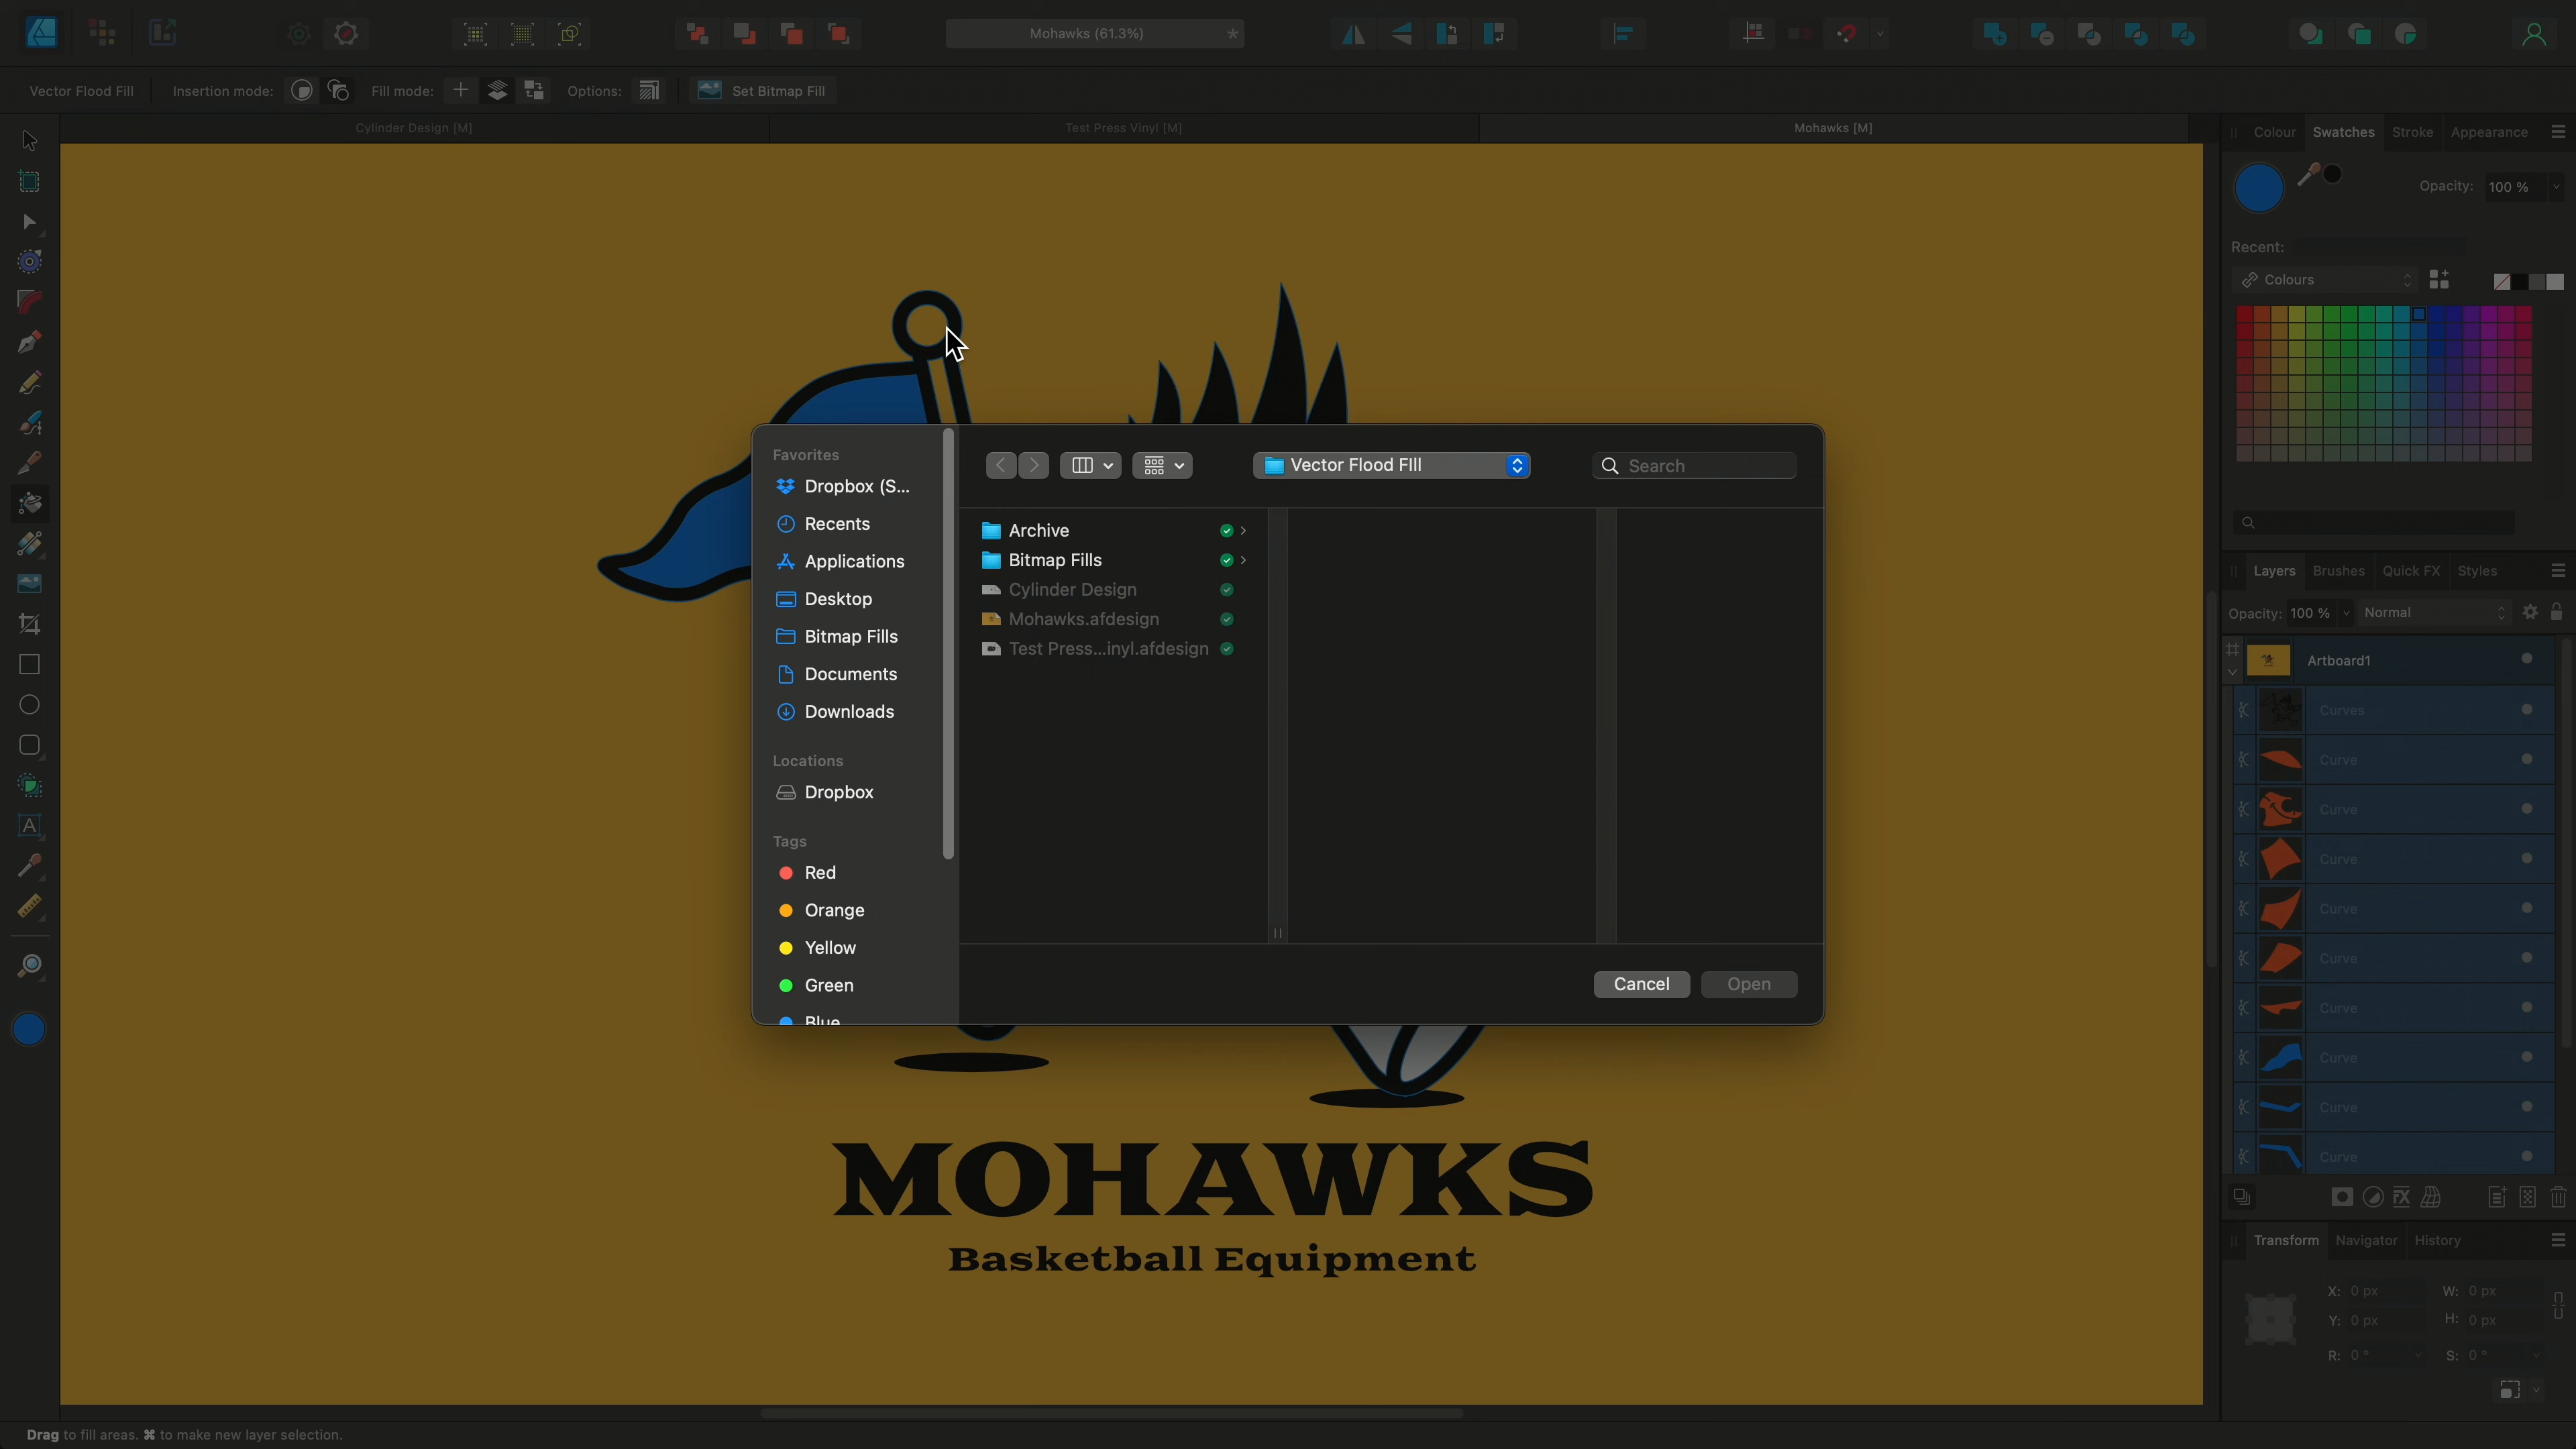 Mohawks (61.3%)
Vector Flood Fill
Insertion mode:
Fill mode:
Options:
Set Bitmap Fill
Cylinder Design [M]
Test Press Vinyl [M]
Mohawks [M]
Colour Swatches Stroke Appearance
Opacity: 100 %
Recent:
Colours
Layers Brushes Quick FX Styles
Opacity: 100 % Normal
Artboard1
Curves
Curve
Curve
Curve
Curve
Curve
Curve
Curve
Curve
Curve
Transform Navigator History
X: 0 px W: 0 px
Y: 0 px H: 0 px
R: 0 ° S: 0 °
Favorites
Dropbox (S...
Recents
Applications
Desktop
Bitmap Fills
Documents
Downloads
Locations
Dropbox
Tags
Red
Orange
Yellow
Green
Blue
Vector Flood FIll
Search
Archive
Bitmap Fills
Cylinder Design
Mohawks.afdesign
Test Press...inyl.afdesign
Cancel Open
MOHAWKS
Basketball Equipment
Drag to fill areas. ⌘ to make new layer selection.